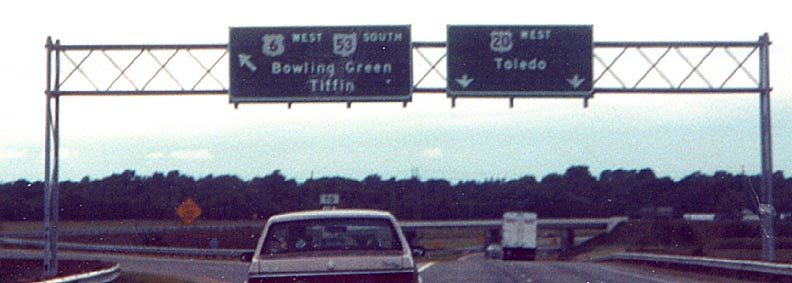 6 WEST 53 SOUTH
Bowling Green
Tiffin
20 WEST
Toledo